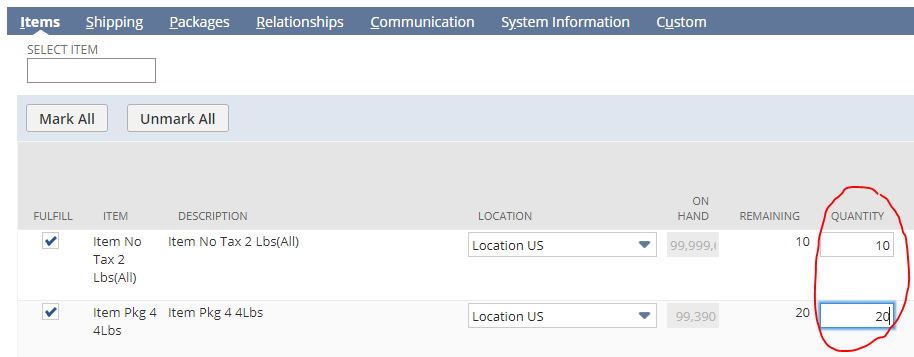 Items Shipping Packages Relationships Communication System Information Custom
SELECT ITEM
Mark All Unmark All
ON
FULFILL ITEM DESCRIPTION LOCATION HAND REMAINING QUANTITY
Item No Item No Tax 2 Lbs(All) Location US 10 10
Tax 2
Lbs(All)
Item Pkg 4 Item Pkg 4 4Lbs Location US 99,390 20 20
4Lbs